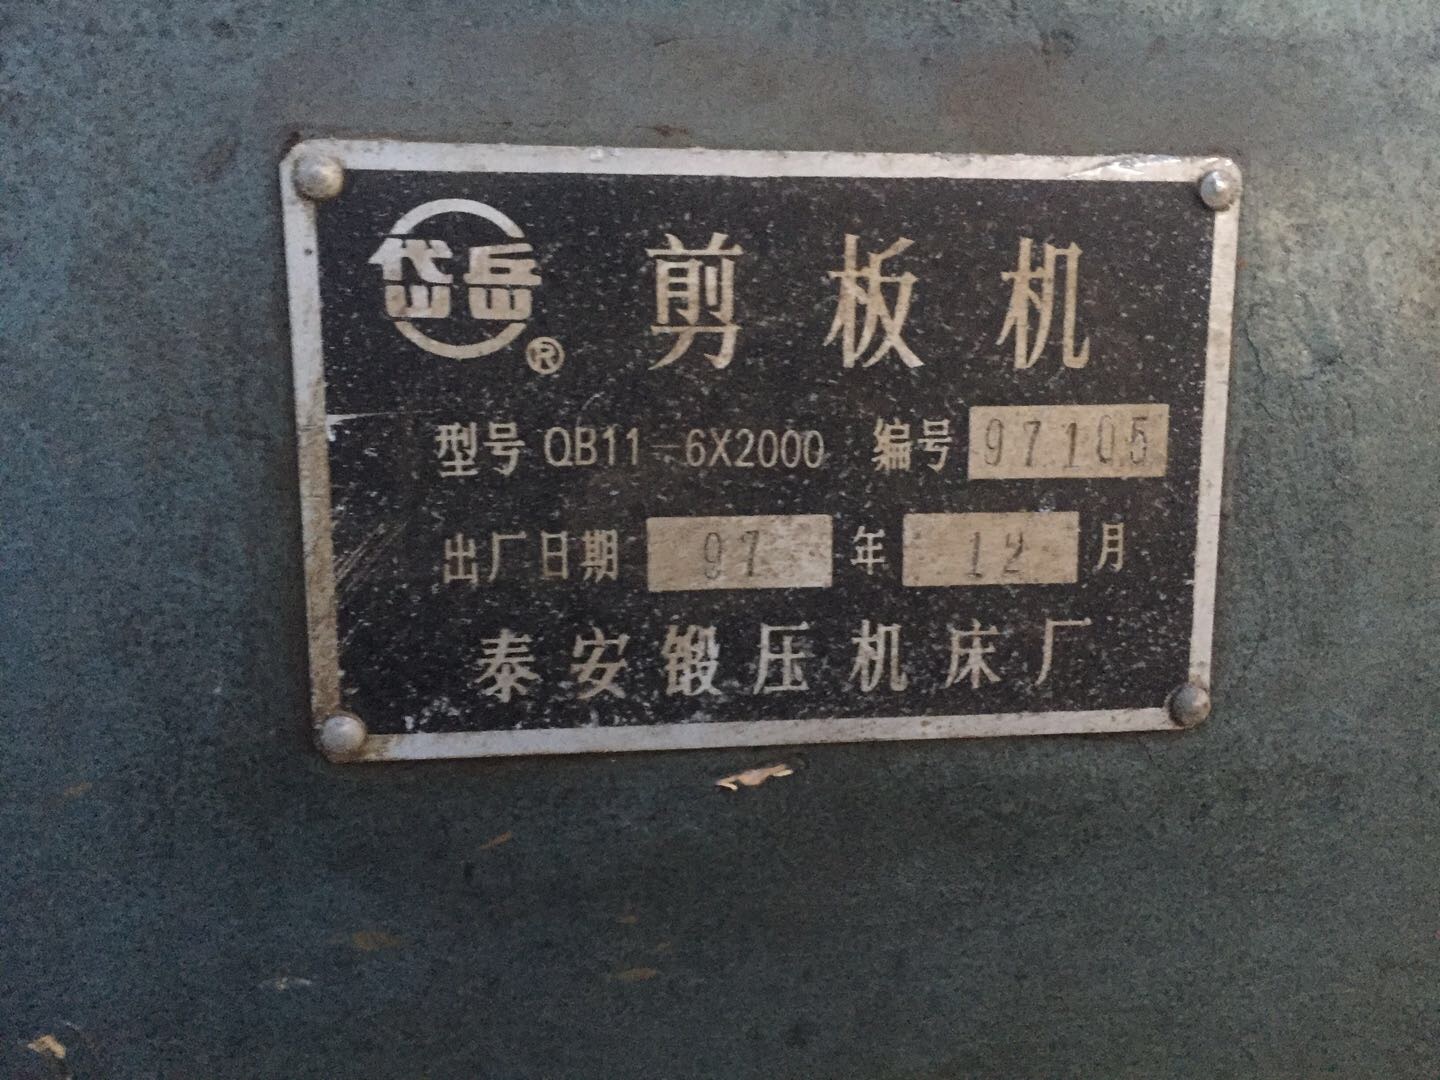 岱岳® 剪板机
型号 QB11-6X2000 编号 97105
出厂日期 97 年 12 月
泰安锻压机床厂